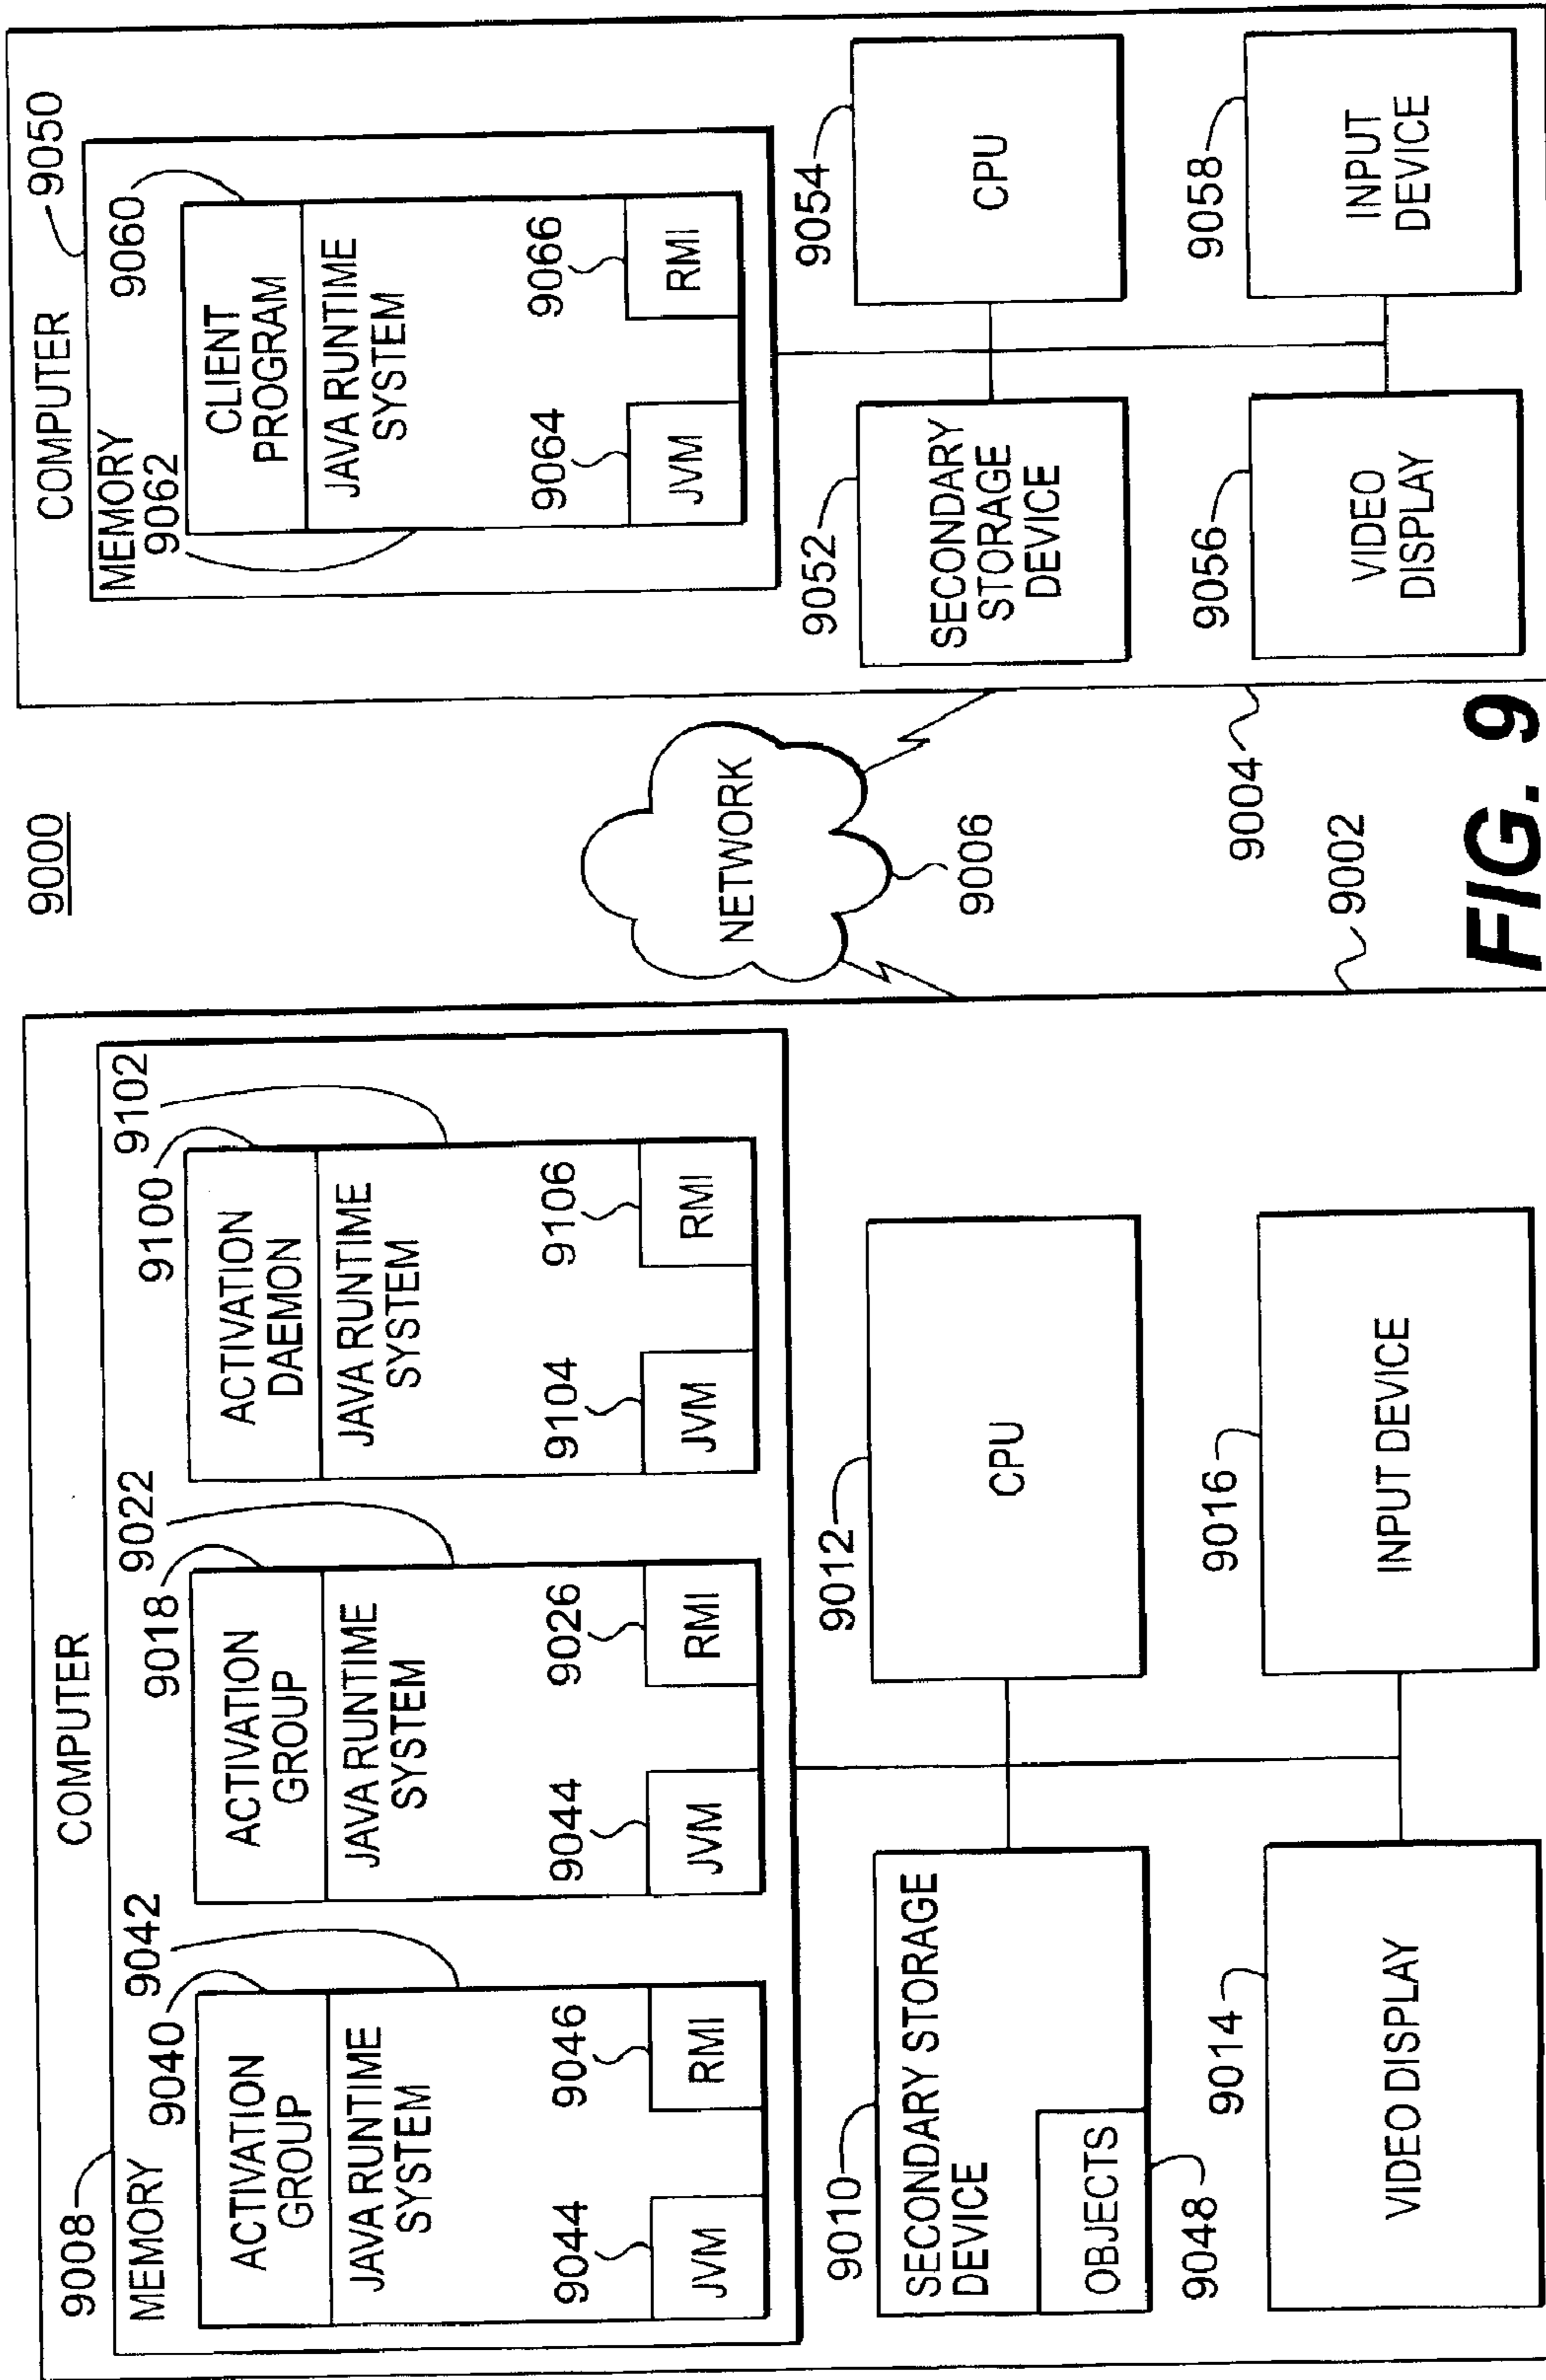 9000
COMPUTER
9008
MEMORY
9040
9042
ACTIVATION
GROUP
JAVA RUNTIME
SYSTEM
9044
9046
JVM
RMI
9018
9022
ACTIVATION
GROUP
JAVA RUNTIME
SYSTEM
9044
9026
JVM
RMI
9100
9102
ACTIVATION
DAEMON
JAVA RUNTIME
SYSTEM
9104
9106
JVM
RMI
9010
SECONDARY STORAGE
DEVICE
OBJECTS
9048
9012
CPU
9014
VIDEO DISPLAY
9016
INPUT DEVICE
NETWORK
9006
9004
9002
COMPUTER
9050
MEMORY
9062
9060
CLIENT
PROGRAM
JAVA RUNTIME
SYSTEM
9064
9066
JVM
RMI
9052
SECONDARY
STORAGE
DEVICE
9054
CPU
9056
VIDEO
DISPLAY
9058
INPUT
DEVICE
FIG. 9